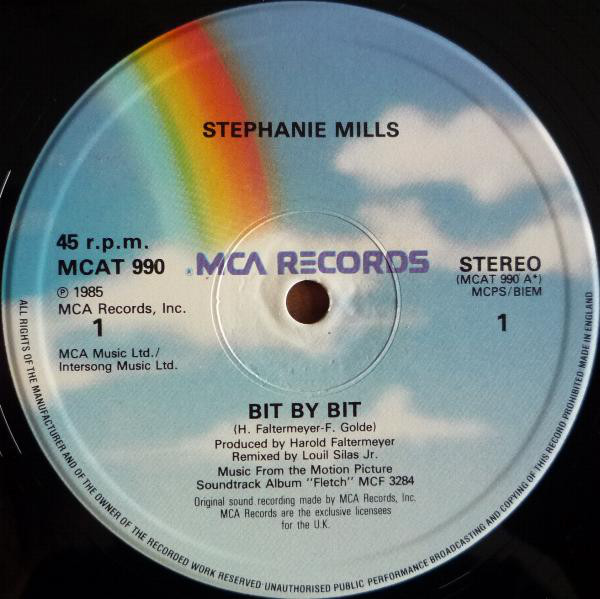 STEPHANIE MILLS
45 r.p.m.
MCAT 990
℗ 1985
MCA Records, Inc.
1
MCA Music Ltd./
Intersong Music Ltd.
MCA RECORDS
STEREO
(MCAT 990 A⁺)
MCPS/BIEM
1
BIT BY BIT
(H. Faltermeyer-F. Golde)
Produced by Harold Faltermeyer
Remixed by Louil Silas Jr.
Music From the Motion Picture
Soundtrack Album "Fletch" MCF 3284
Original sound recording made by MCA Records, Inc.
MCA Records are the exclusive licensees
for the U.K.
ALL RIGHTS OF THE MANUFACTURER AND OF THE OWNER OF THE RECORDED WORK RESERVED·UNAUTHORISED PUBLIC PERFORMANCE BROADCASTING AND COPYING OF THIS RECORD PROHIBITED·MADE IN ENGLAND